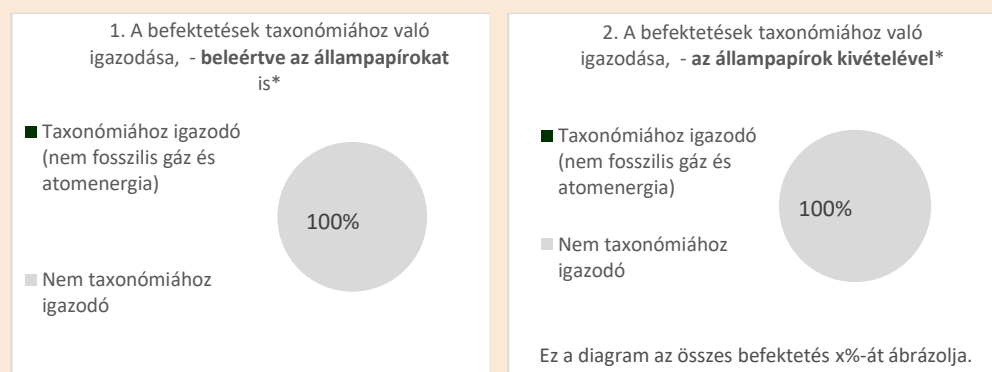 1. A befektetések taxonómiához való
igazodása, - beleértve az állampapírokat
is*
Taxonómiához igazodó
(nem fosszilis gáz és
atomenergia)
100%
Nem taxonómiához
igazodó
2. A befektetések taxonómiához való
igazodása, - az állampapírok kivételével*
Taxonómiához igazodó
(nem fosszilis gáz és
atomenergia)
100%
Nem taxonómiához
igazodó
Ez a diagram az összes befektetés x%-át ábrázolja.